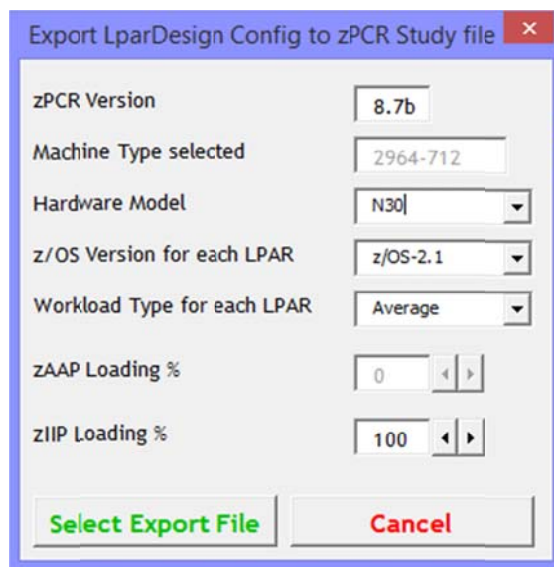 Export LparDesign Config to zPCR Study file
zPCR Version 8.7b
Machine Type selected 2964-712
Hardware Model N30
z/OS Version for each LPAR z/OS-2.1
Workload Type for each LPAR Average
zAAP Loading % 0
zIIP Loading % 100
Select Export File Cancel